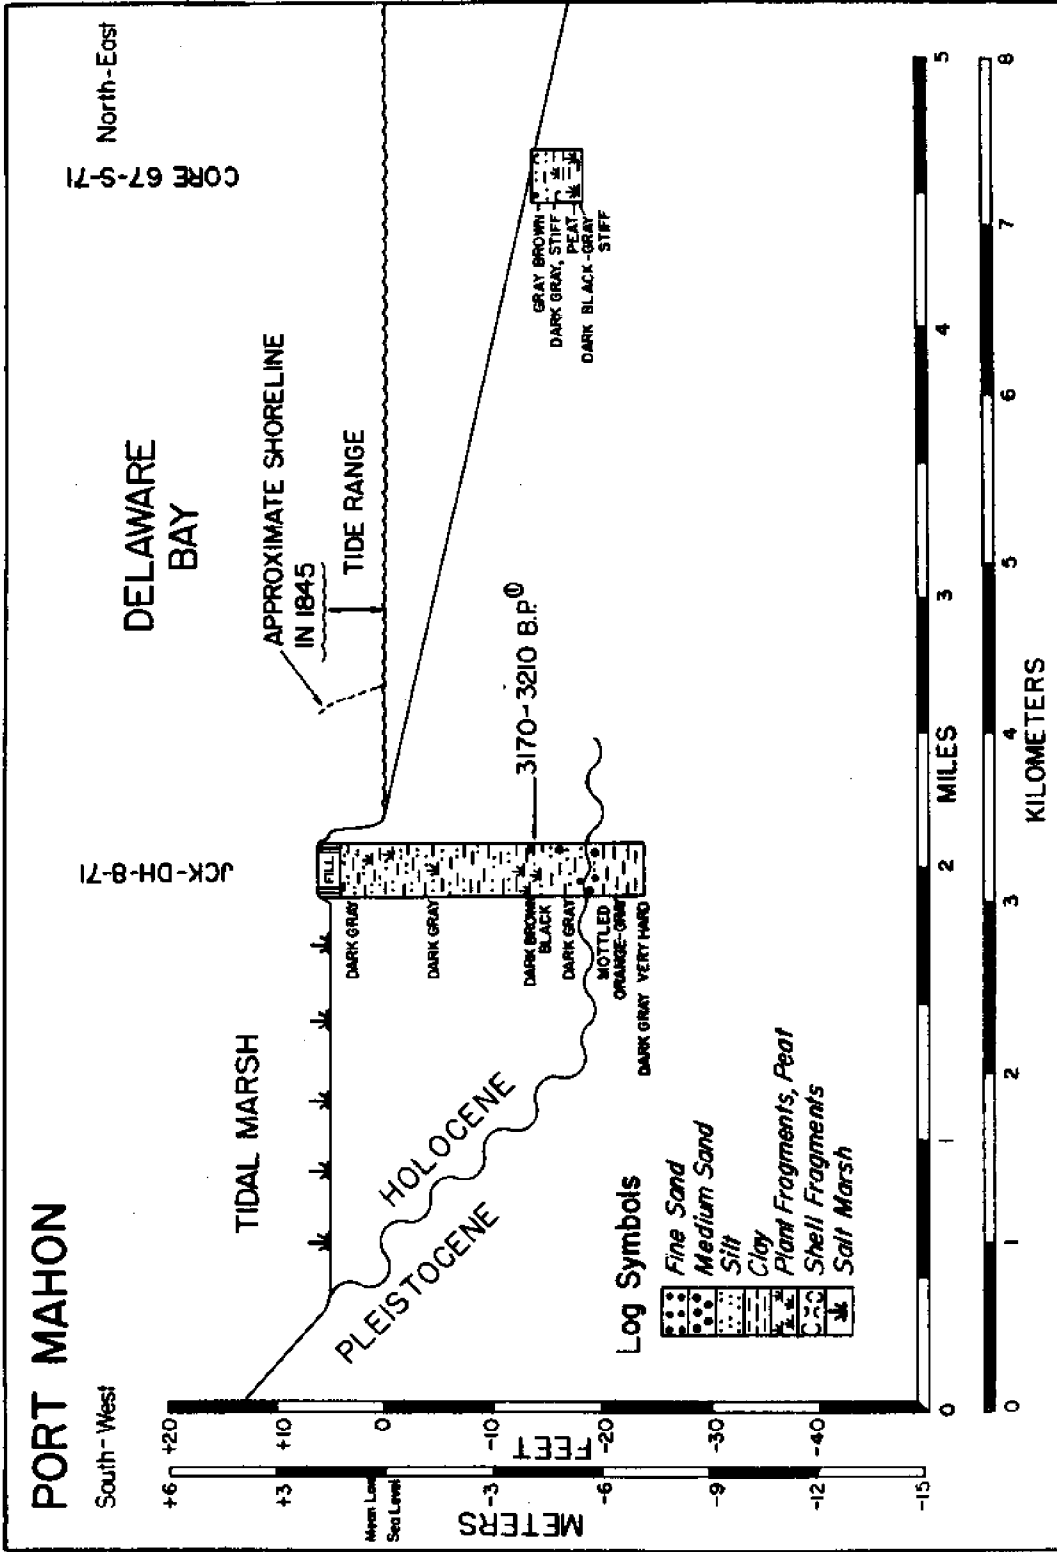 PORT MAHON
South-West
North-East
TIDAL MARSH
JCK-DH-8-71
DELAWARE
BAY
CORE 67-S-71
APPROXIMATE SHORELINE
IN 1845
TIDE RANGE
FILL
DARK GRAY
DARK GRAY
DARK BROWN
BLACK
DARK GRAY
MOTTLED
ORANGE-GRAY
DARK GRAY VERY HARD
3170-3210 B.P.①
GRAY BROWN
DARK GRAY, STIFF
PEAT
DARK BLACK-GRAY
STIFF
HOLOCENE
PLEISTOCENE
Log Symbols
Fine Sand
Medium Sand
Silt
Clay
Plant Fragments, Peat
Shell Fragments
Salt Marsh
+20
+10
0
-10
-20
-30
-40
FEET
+6
+3
Mean Low
Sea Level
-3
-6
-9
-12
-15
METERS
0 1 2 3 4 5
MILES
0 1 2 3 4 5 6 7 8
KILOMETERS